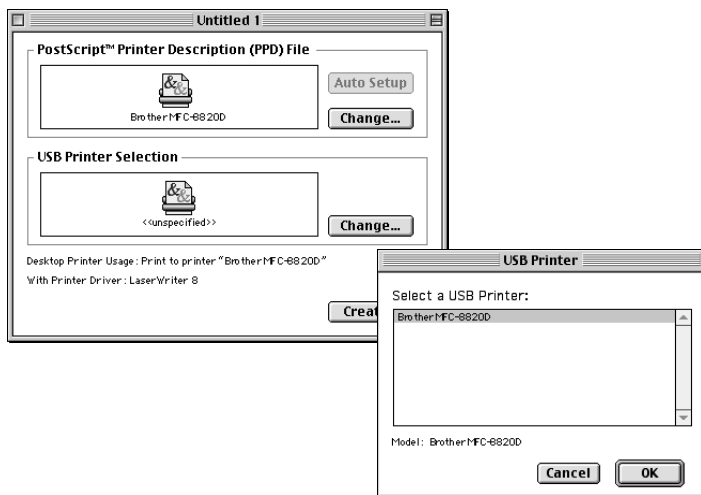 Untitled 1
PostScript™ Printer Description (PPD) File
Auto Setup
Brother MFC-8820D
Change...
USB Printer Selection
<<unspecified>>
Change...
Desktop Printer Usage: Print to printer “Brother MFC-8820D”
With Printer Driver: LaserWriter 8
Creat
USB Printer
Select a USB Printer:
Brother MFC-8820D
Model: Brother MFC-8820D
Cancel
OK